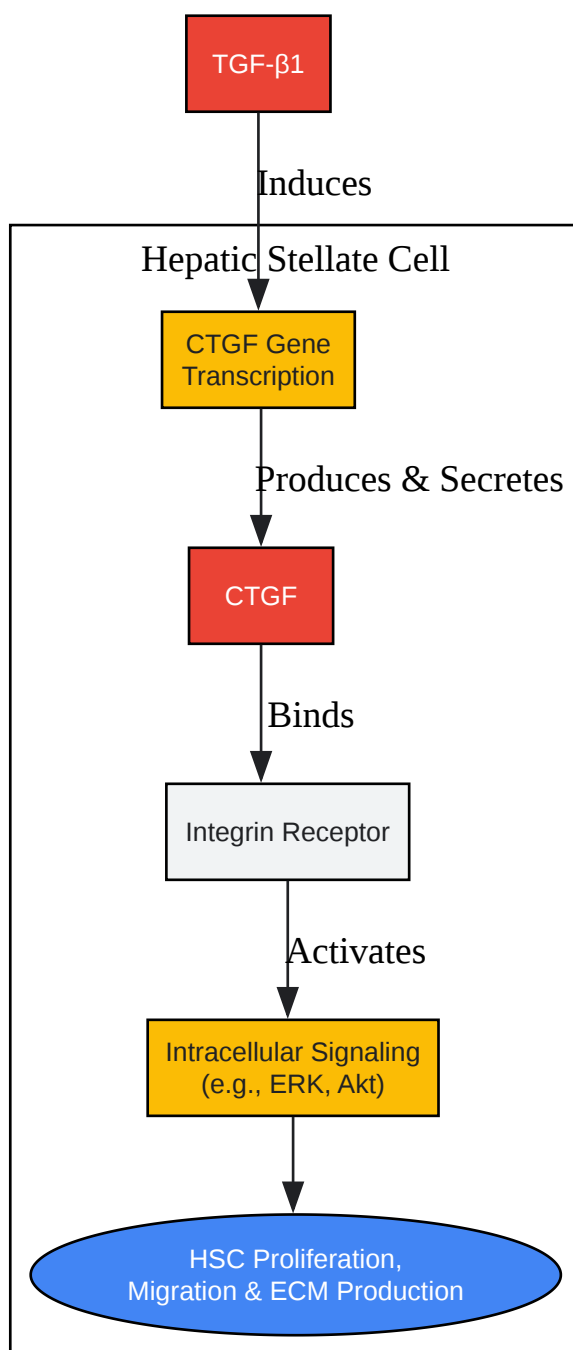 TGF-β1
Induces
Hepatic Stellate Cell
CTGF Gene
Transcription
Produces & Secretes
CTGF
Binds
Integrin Receptor
Activates
Intracellular Signaling
(e.g., ERK, Akt)
HSC Proliferation,
Migration & ECM Production